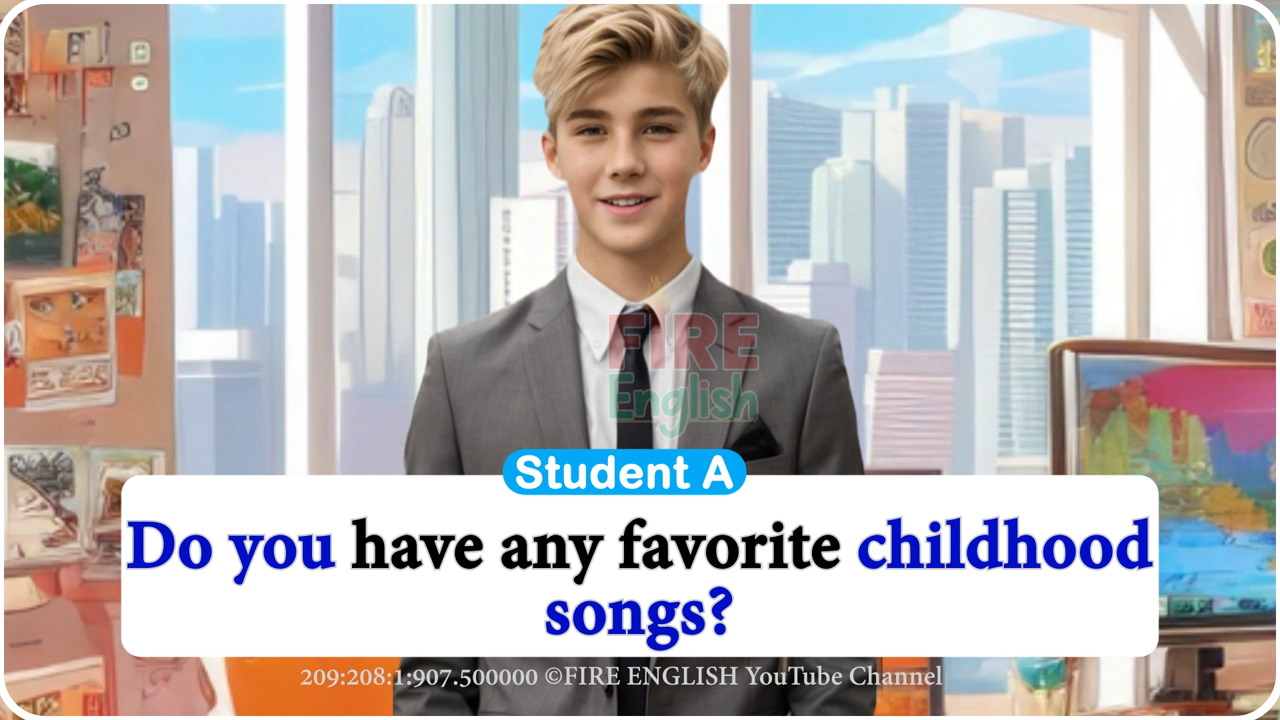 FIRE
English
Student A
Do you have any favorite childhood
songs?
209:208:1:907.500000 ©FIRE ENGLISH YouTube Channel